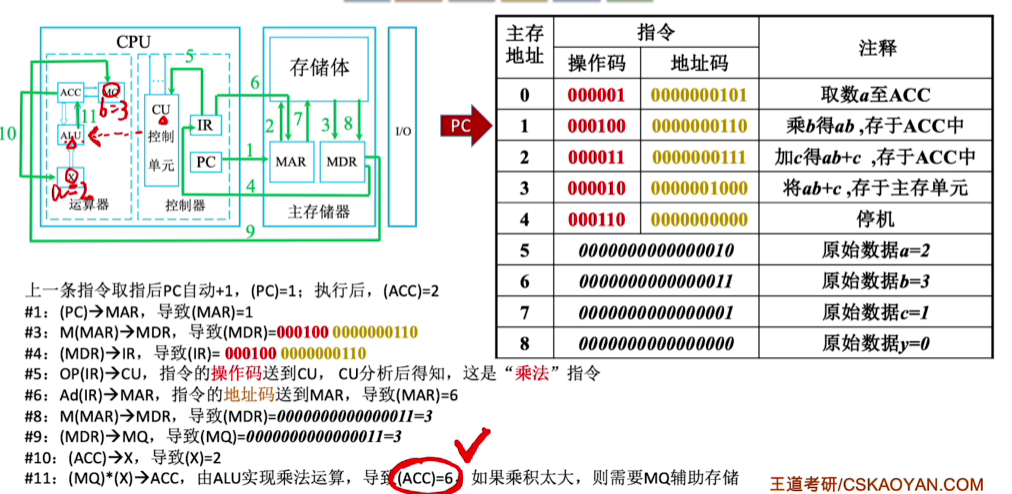 CPU
存储体
ACC
MQ
b=3
5
6
10
11
ALU
CU
控制
单元
IR
PC
1
2
7
3
8
MAR
MDR
I/O
X
a=2
4
运算器
控制器
主存储器
9
PC
主存地址 指令 注释
操作码 地址码
0 000001 0000000101 取数a至ACC
1 000100 0000000110 乘b得ab ,存于ACC中
2 000011 0000000111 加c得ab+c ,存于ACC中
3 000010 0000001000 将ab+c ,存于主存单元
4 000110 0000000000 停机
5 0000000000000010 原始数据a=2
6 0000000000000011 原始数据b=3
7 0000000000000001 原始数据c=1
8 0000000000000000 原始数据y=0
上一条指令取指后PC自动+1，(PC)=1；执行后，(ACC)=2
#1：(PC)→MAR，导致(MAR)=1
#3：M(MAR)→MDR，导致(MDR)=000100 0000000110
#4：(MDR)→IR，导致(IR)= 000100 0000000110
#5：OP(IR)→CU，指令的操作码送到CU， CU分析后得知，这是“乘法”指令
#6：Ad(IR)→MAR，指令的地址码送到MAR，导致(MAR)=6
#8：M(MAR)→MDR，导致(MDR)=0000000000000011=3
#9：(MDR)→MQ，导致(MQ)=0000000000000011=3
#10：(ACC)→X，导致(X)=2
#11：(MQ)*(X)→ACC，由ALU实现乘法运算，导致(ACC)=6，如果乘积太大，则需要MQ辅助存储
王道考研/CSKAOYAN.COM